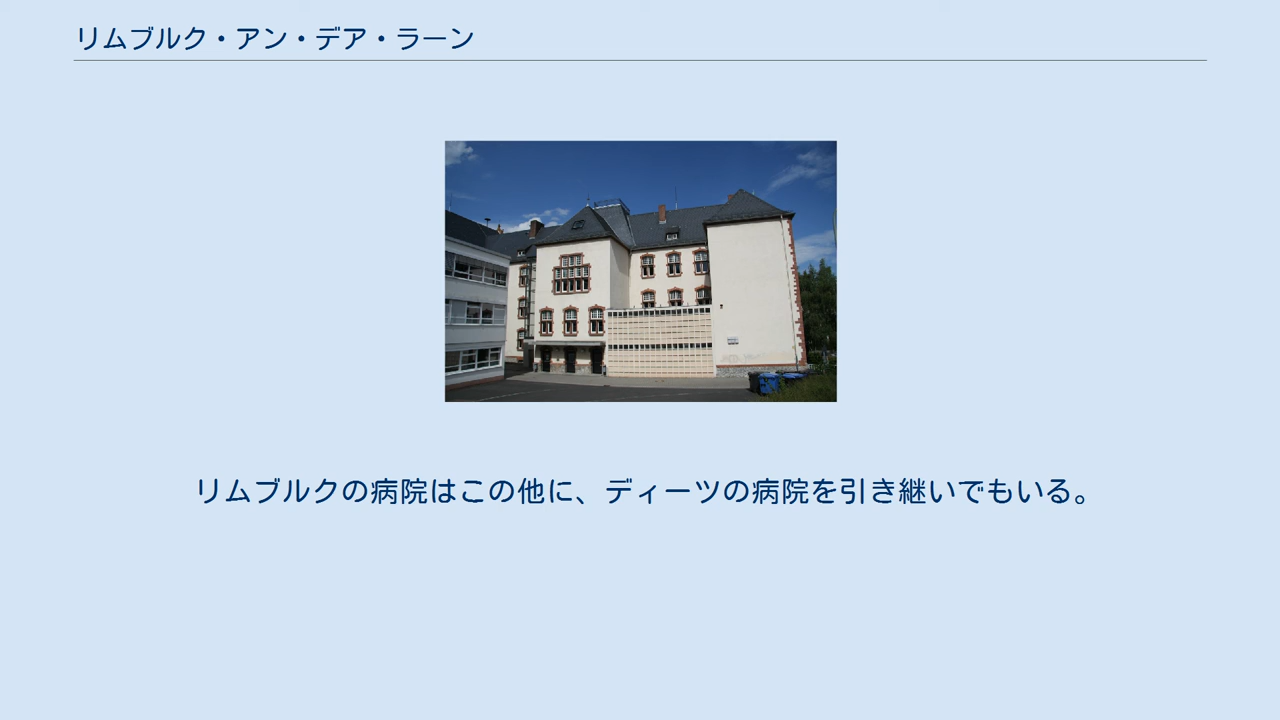 リムブルク・アン・デア・ラーン
リムブルクの病院はこの他に、ディーツの病院を引き継いでもいる。